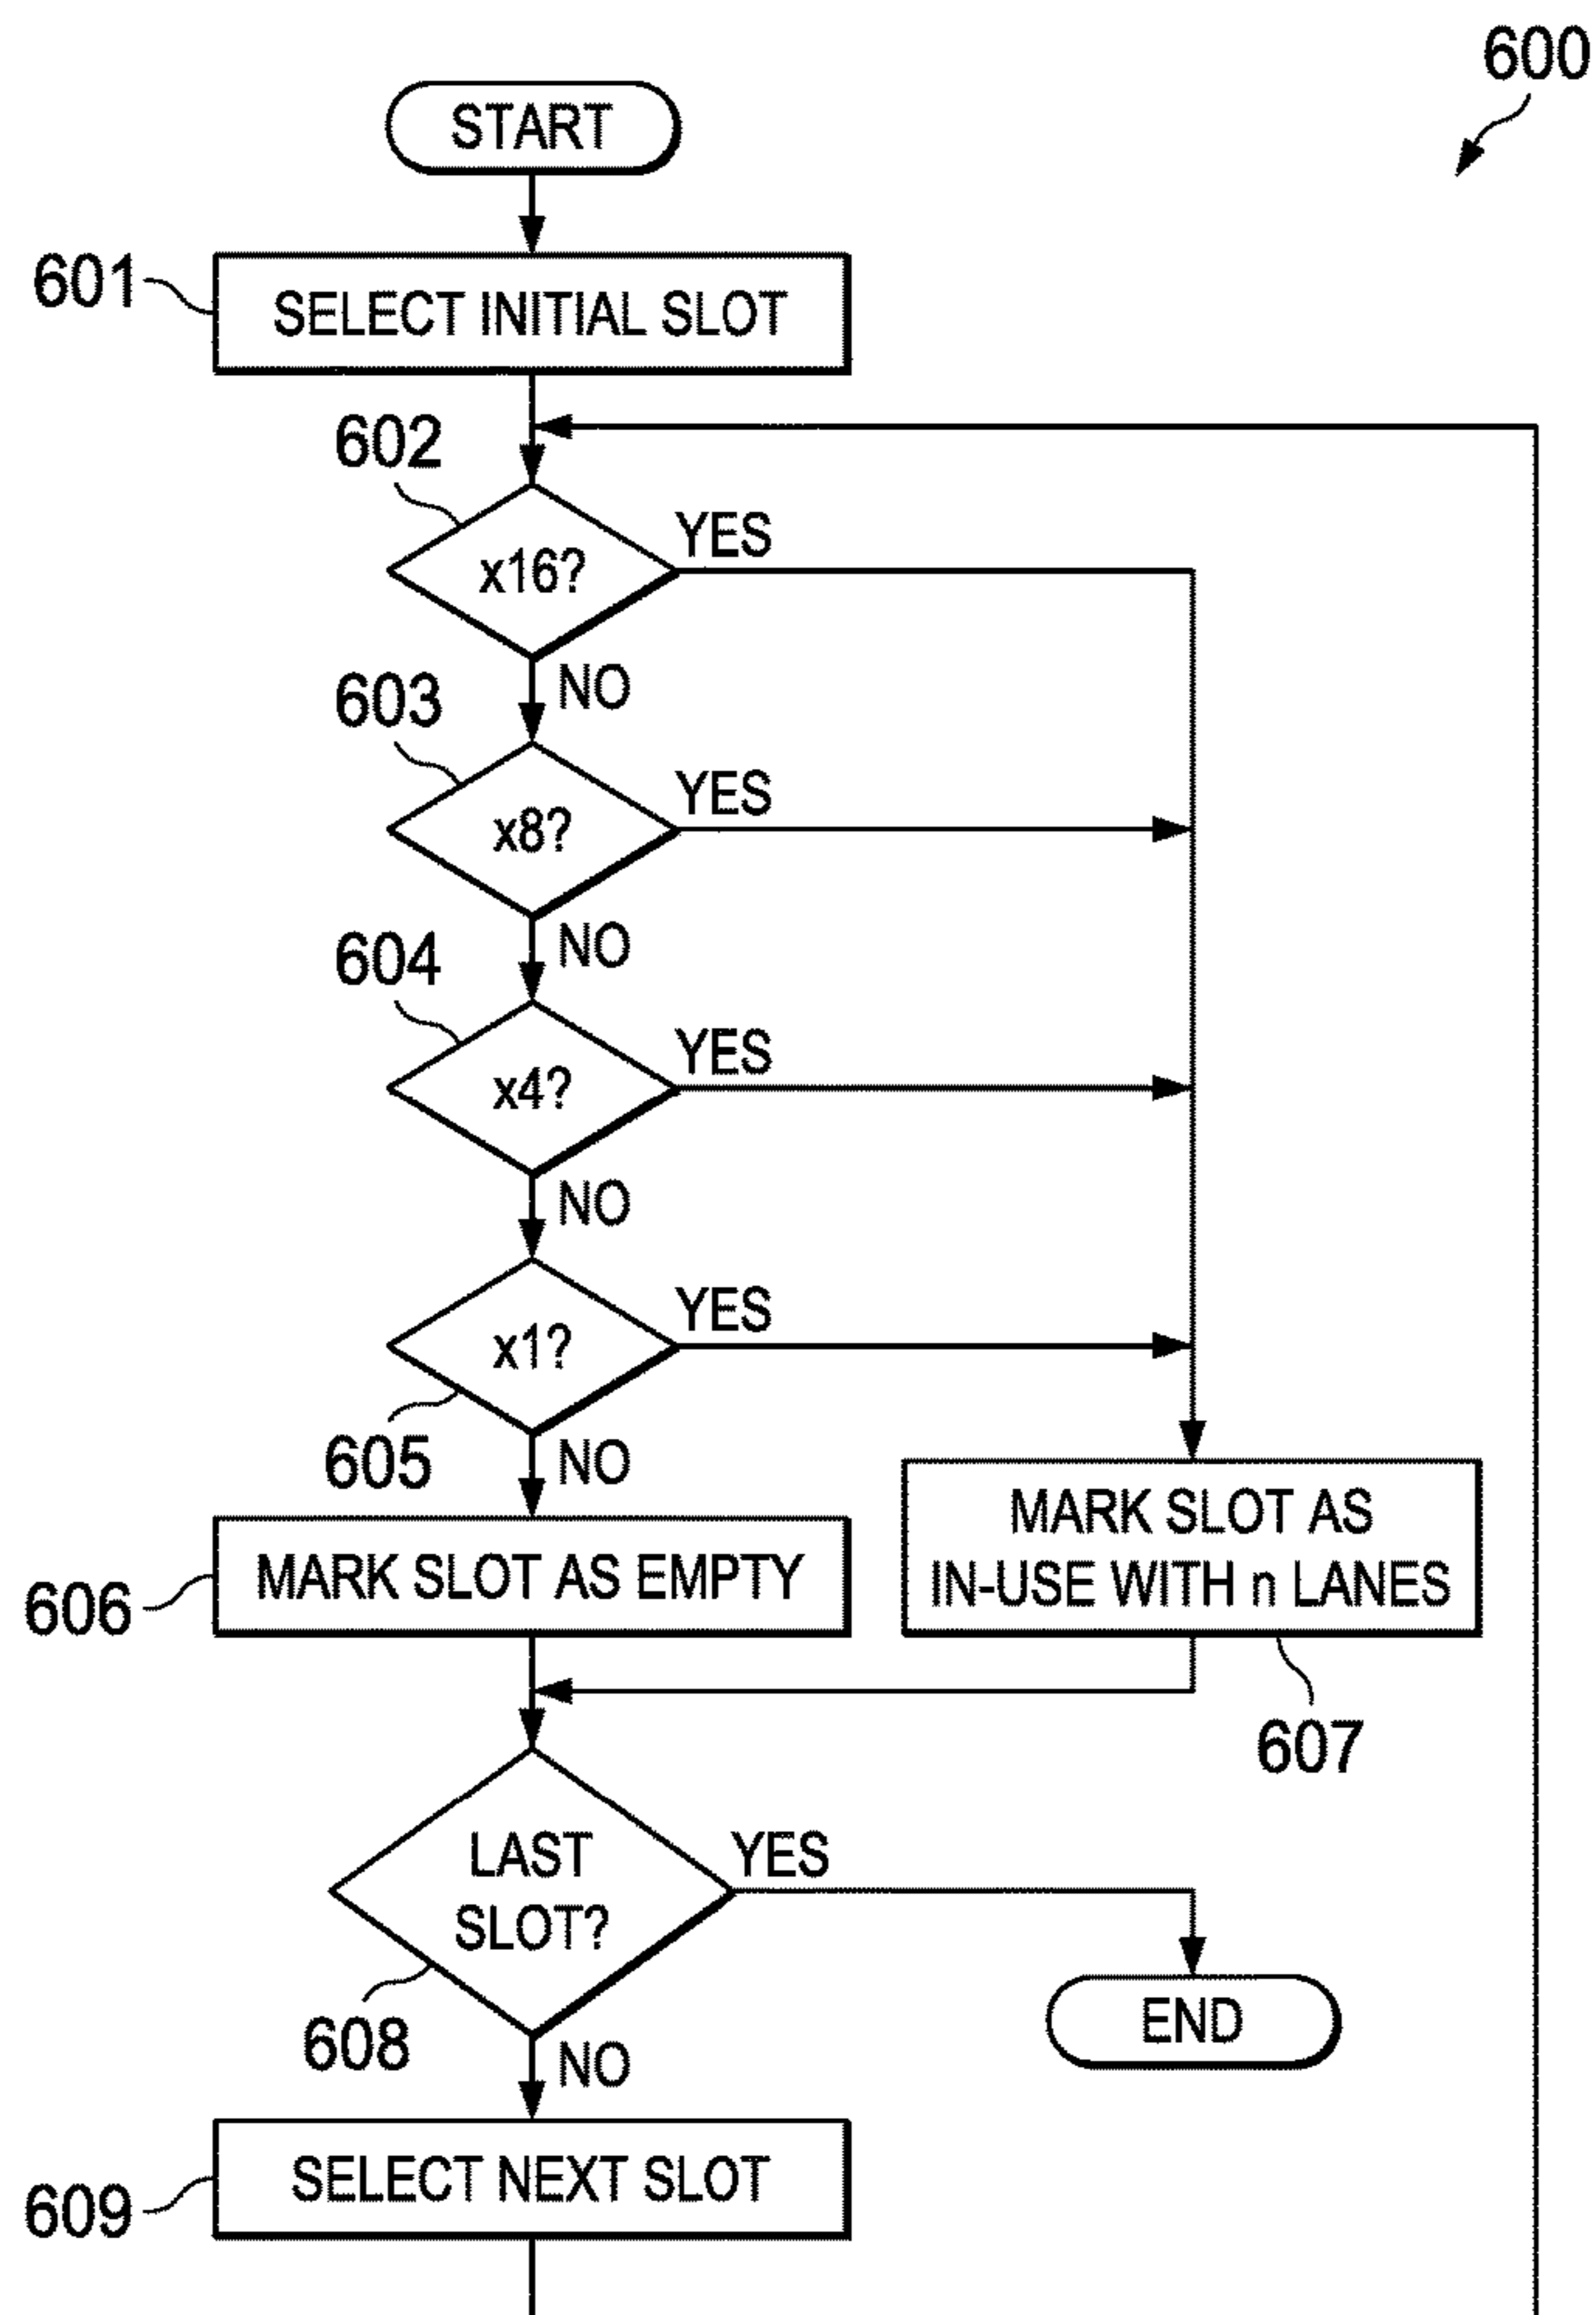 600
START
601
SELECT INITIAL SLOT
602
x16?
YES
NO
603
x8?
YES
NO
604
x4?
YES
NO
x1?
YES
605
NO
606
MARK SLOT AS EMPTY
MARK SLOT AS
IN-USE WITH n LANES
607
LAST
SLOT?
YES
608
NO
END
609
SELECT NEXT SLOT